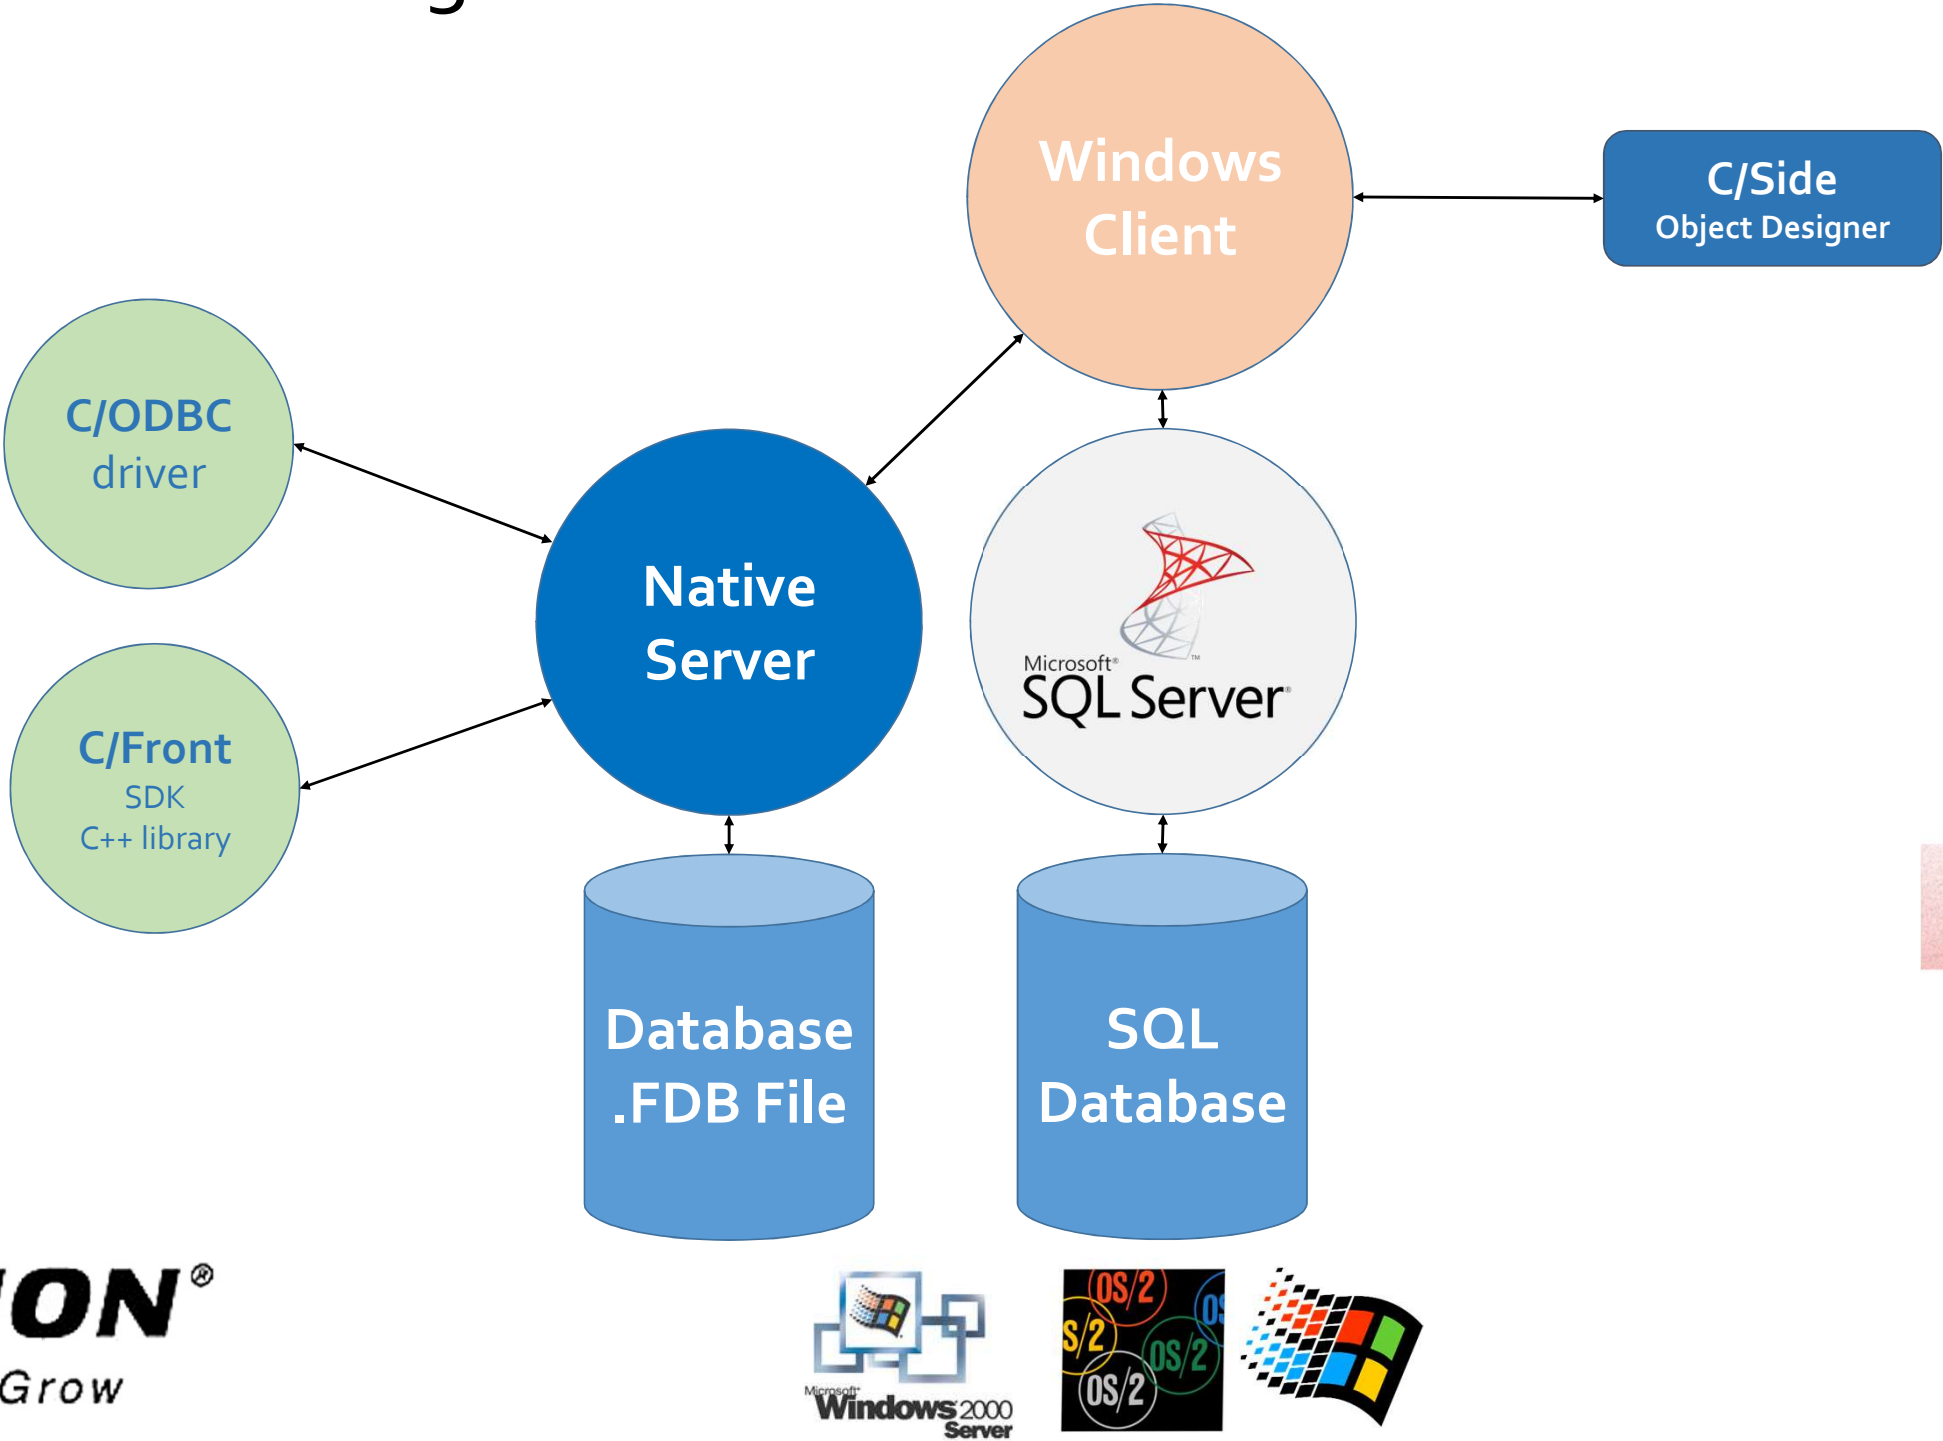 Windows
Client
C/Side
Object Designer
C/ODBC
driver
Native
Server
Microsoft®
SQL Server®
™
C/Front
SDK
C++ library
Database
.FDB File
SQL
Database
ON®
Grow
Microsoft®
Windows 2000
Server
OS/2
OS
S/2
OS/2
OS/2